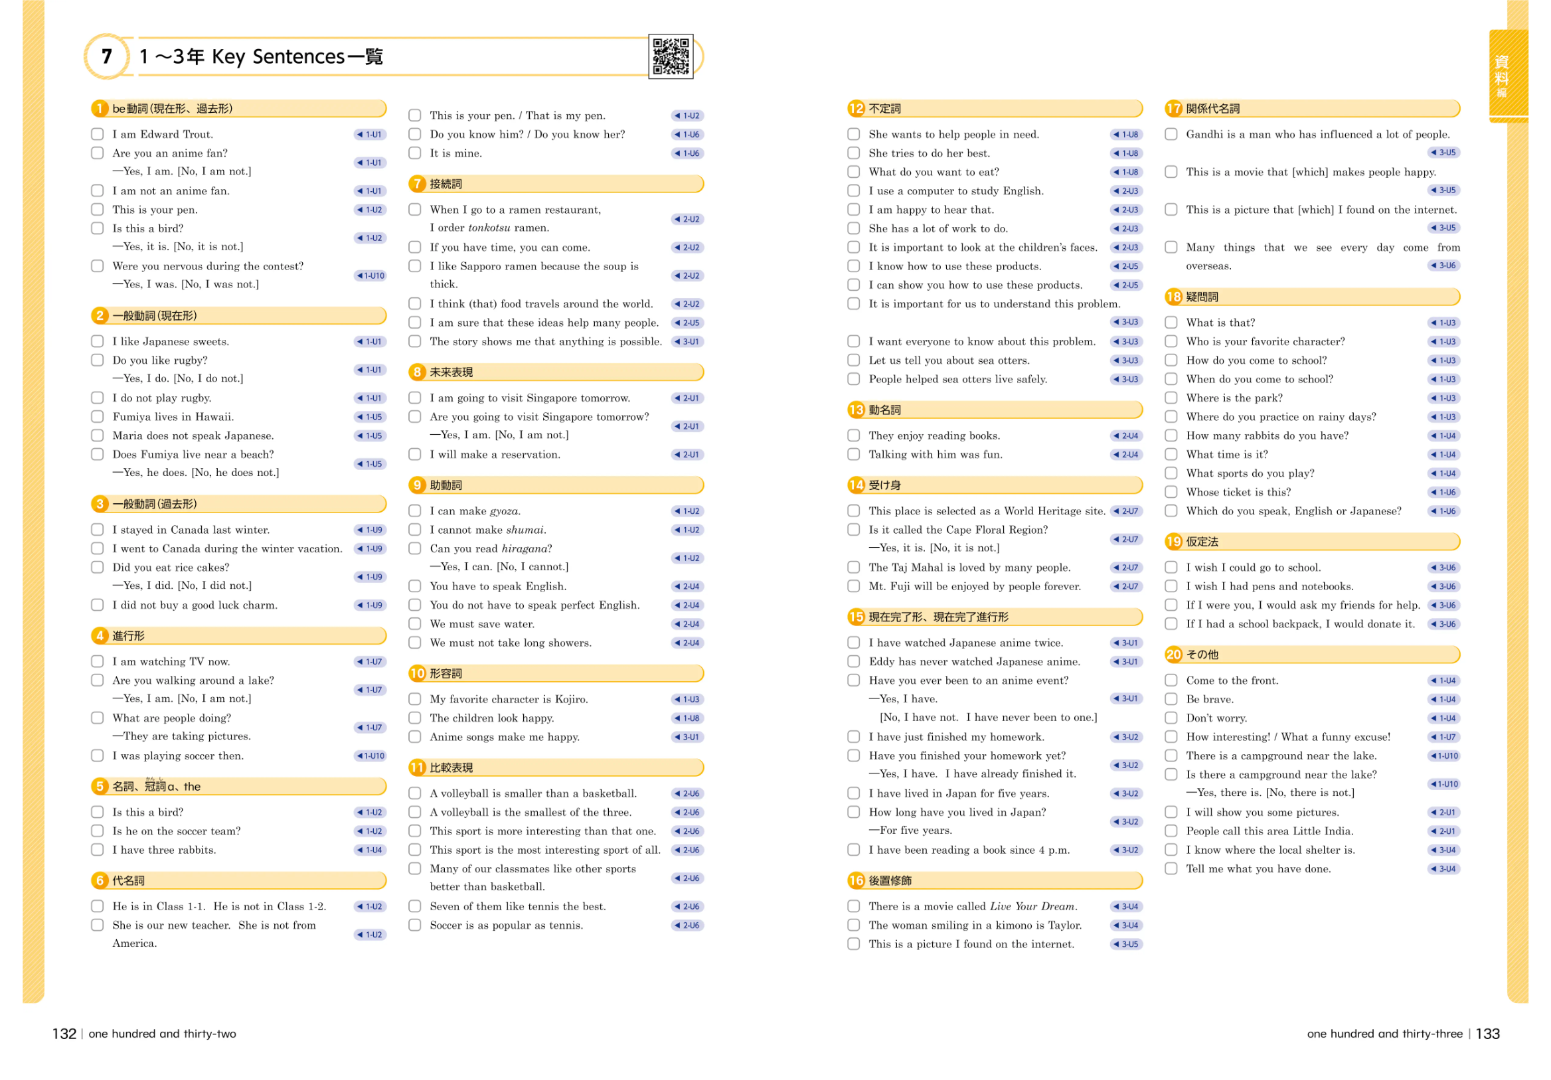 7 1～3年 Key Sentences一覧
1 be動詞（現在形、過去形）
I am Edward Trout. ◀ 1-U1
Are you an anime fan?
—Yes, I am. [No, I am not.] ◀ 1-U1
I am not an anime fan. ◀ 1-U1
This is your pen. ◀ 1-U2
Is this a bird?
—Yes, it is. [No, it is not.] ◀ 1-U2
Were you nervous during the contest?
—Yes, I was. [No, I was not.] ◀1-U10
2 一般動詞（現在形）
I like Japanese sweets. ◀ 1-U1
Do you like rugby?
—Yes, I do. [No, I do not.] ◀ 1-U1
I do not play rugby. ◀ 1-U1
Fumiya lives in Hawaii. ◀ 1-U5
Maria does not speak Japanese. ◀ 1-U5
Does Fumiya live near a beach?
—Yes, he does. [No, he does not.] ◀ 1-U5
3 一般動詞（過去形）
I stayed in Canada last winter. ◀ 1-U9
I went to Canada during the winter vacation. ◀ 1-U9
Did you eat rice cakes?
—Yes, I did. [No, I did not.] ◀ 1-U9
I did not buy a good luck charm. ◀ 1-U9
4 進行形
I am watching TV now. ◀ 1-U7
Are you walking around a lake?
—Yes, I am. [No, I am not.] ◀ 1-U7
What are people doing?
—They are taking pictures. ◀ 1-U7
I was playing soccer then. ◀1-U10
5 名詞、冠詞a、the
Is this a bird? ◀ 1-U2
Is he on the soccer team? ◀ 1-U2
I have three rabbits. ◀ 1-U4
6 代名詞
He is in Class 1-1. He is not in Class 1-2. ◀ 1-U2
She is our new teacher. She is not from
America. ◀ 1-U2
This is your pen. / That is my pen. ◀ 1-U2
Do you know him? / Do you know her? ◀ 1-U6
It is mine. ◀ 1-U6
7 接続詞
When I go to a ramen restaurant,
I order tonkotsu ramen. ◀ 2-U2
If you have time, you can come. ◀ 2-U2
I like Sapporo ramen because the soup is
thick. ◀ 2-U2
I think (that) food travels around the world. ◀ 2-U2
I am sure that these ideas help many people. ◀ 2-U5
The story shows me that anything is possible. ◀ 3-U1
8 未来表現
I am going to visit Singapore tomorrow. ◀ 2-U1
Are you going to visit Singapore tomorrow?
—Yes, I am. [No, I am not.] ◀ 2-U1
I will make a reservation. ◀ 2-U1
9 助動詞
I can make gyoza. ◀ 1-U2
I cannot make shumai. ◀ 1-U2
Can you read hiragana?
—Yes, I can. [No, I cannot.] ◀ 1-U2
You have to speak English. ◀ 2-U4
You do not have to speak perfect English. ◀ 2-U4
We must save water. ◀ 2-U4
We must not take long showers. ◀ 2-U4
10 形容詞
My favorite character is Kojiro. ◀ 1-U3
The children look happy. ◀ 1-U8
Anime songs make me happy. ◀ 3-U1
11 比較表現
A volleyball is smaller than a basketball. ◀ 2-U6
A volleyball is the smallest of the three. ◀ 2-U6
This sport is more interesting than that one. ◀ 2-U6
This sport is the most interesting sport of all. ◀ 2-U6
Many of our classmates like other sports
better than basketball. ◀ 2-U6
Seven of them like tennis the best. ◀ 2-U6
Soccer is as popular as tennis. ◀ 2-U6
132 | one hundred and thirty-two
12 不定詞
She wants to help people in need. ◀ 1-U8
She tries to do her best. ◀ 1-U8
What do you want to eat? ◀ 1-U8
I use a computer to study English. ◀ 2-U3
I am happy to hear that. ◀ 2-U3
She has a lot of work to do. ◀ 2-U3
It is important to look at the children's faces. ◀ 2-U3
I know how to use these products. ◀ 2-U5
I can show you how to use these products. ◀ 2-U5
It is important for us to understand this problem.
◀ 3-U3
I want everyone to know about this problem. ◀ 3-U3
Let us tell you about sea otters. ◀ 3-U3
People helped sea otters live safely. ◀ 3-U3
13 動名詞
They enjoy reading books. ◀ 2-U4
Talking with him was fun. ◀ 2-U4
14 受け身
This place is selected as a World Heritage site. ◀ 2-U7
Is it called the Cape Floral Region?
—Yes, it is. [No, it is not.] ◀ 2-U7
The Taj Mahal is loved by many people. ◀ 2-U7
Mt. Fuji will be enjoyed by people forever. ◀ 2-U7
15 現在完了形、現在完了進行形
I have watched Japanese anime twice. ◀ 3-U1
Eddy has never watched Japanese anime. ◀ 3-U1
Have you ever been to an anime event?
—Yes, I have. ◀ 3-U1
[No, I have not. I have never been to one.]
I have just finished my homework. ◀ 3-U2
Have you finished your homework yet?
—Yes, I have. I have already finished it. ◀ 3-U2
I have lived in Japan for five years. ◀ 3-U2
How long have you lived in Japan?
—For five years. ◀ 3-U2
I have been reading a book since 4 p.m. ◀ 3-U2
16 後置修飾
There is a movie called Live Your Dream. ◀ 3-U4
The woman smiling in a kimono is Taylor. ◀ 3-U4
This is a picture I found on the internet. ◀ 3-U5
17 関係代名詞
Gandhi is a man who has influenced a lot of people.
◀ 3-U5
This is a movie that [which] makes people happy.
◀ 3-U5
This is a picture that [which] I found on the internet.
◀ 3-U5
Many things that we see every day come from
overseas. ◀ 3-U6
18 疑問詞
What is that? ◀ 1-U3
Who is your favorite character? ◀ 1-U3
How do you come to school? ◀ 1-U3
When do you come to school? ◀ 1-U3
Where is the park? ◀ 1-U3
Where do you practice on rainy days? ◀ 1-U3
How many rabbits do you have? ◀ 1-U4
What time is it? ◀ 1-U4
What sports do you play? ◀ 1-U4
Whose ticket is this? ◀ 1-U6
Which do you speak, English or Japanese? ◀ 1-U6
19 仮定法
I wish I could go to school. ◀ 3-U6
I wish I had pens and notebooks. ◀ 3-U6
If I were you, I would ask my friends for help. ◀ 3-U6
If I had a school backpack, I would donate it. ◀ 3-U6
20 その他
Come to the front. ◀ 1-U4
Be brave. ◀ 1-U4
Don't worry. ◀ 1-U4
How interesting! / What a funny excuse! ◀ 1-U7
There is a campground near the lake. ◀1-U10
Is there a campground near the lake?
—Yes, there is. [No, there is not.] ◀1-U10
I will show you some pictures. ◀ 2-U1
People call this area Little India. ◀ 2-U1
I know where the local shelter is. ◀ 3-U4
Tell me what you have done. ◀ 3-U4
資料編
one hundred and thirty-three | 133